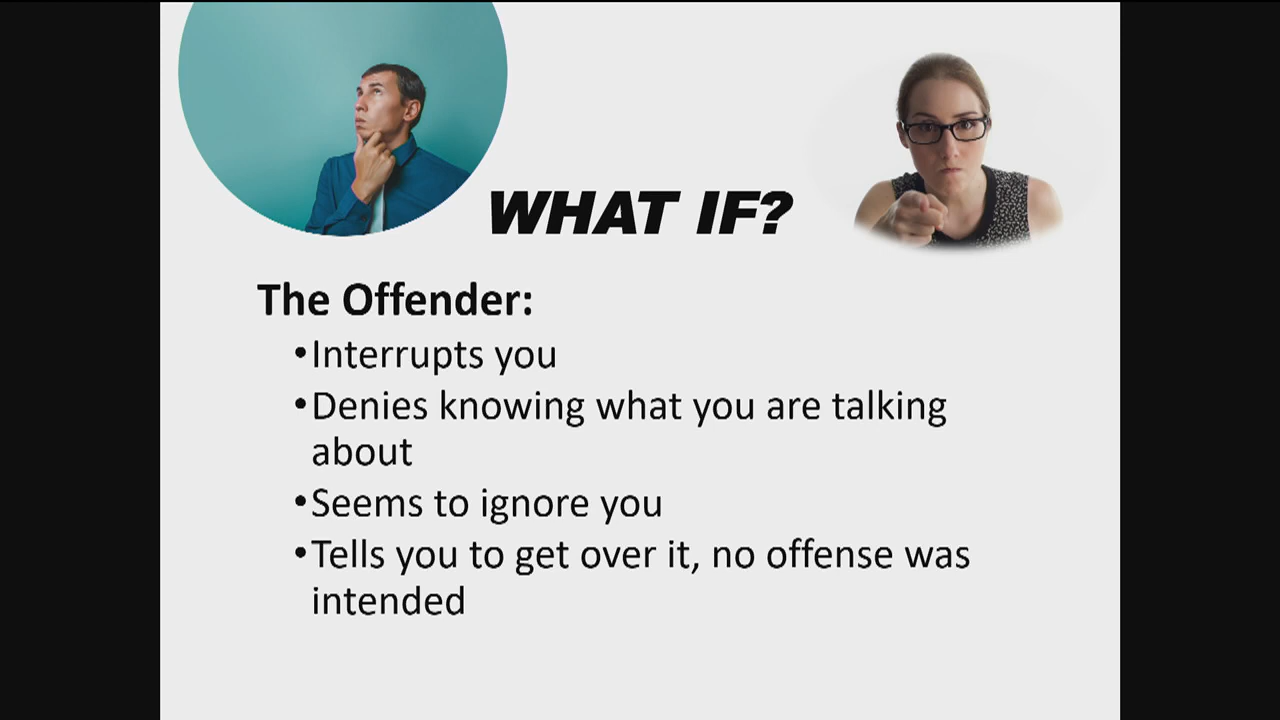 WHAT IF?
The Offender:
•Interrupts you
•Denies knowing what you are talking
about
•Seems to ignore you
•Tells you to get over it, no offense was
intended